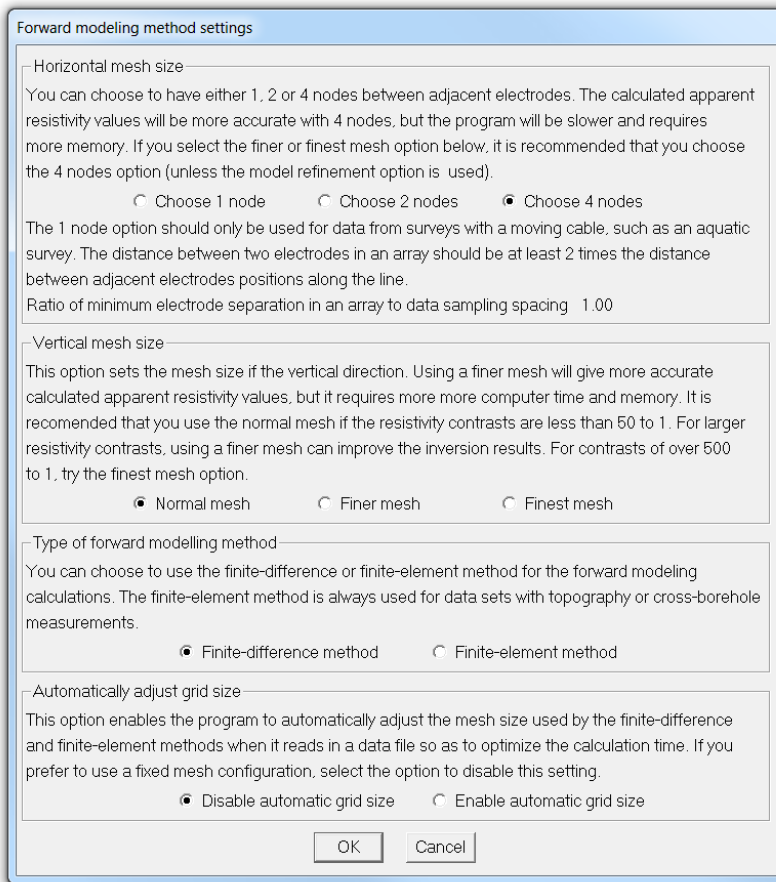 Forward modeling method settings
Horizontal mesh size
You can choose to have either 1, 2 or 4 nodes between adjacent electrodes. The calculated apparent
resistivity values will be more accurate with 4 nodes, but the program will be slower and requires
more memory. If you select the finer or finest mesh option below, it is recommended that you choose
the 4 nodes option (unless the model refinement option is  used).
Choose 1 node Choose 2 nodes Choose 4 nodes
The 1 node option should only be used for data from surveys with a moving cable, such as an aquatic
survey. The distance between two electrodes in an array should be at least 2 times the distance
between adjacent electrodes positions along the line.
Ratio of minimum electrode separation in an array to data sampling spacing 1.00
Vertical mesh size
This option sets the mesh size if the vertical direction. Using a finer mesh will give more accurate
calculated apparent resistivity values, but it requires more more computer time and memory. It is
recomended that you use the normal mesh if the resistivity contrasts are less than 50 to 1. For larger
resistivity contrasts, using a finer mesh can improve the inversion results. For contrasts of over 500
to 1, try the finest mesh option.
Normal mesh Finer mesh Finest mesh
Type of forward modelling method
You can choose to use the finite-difference or finite-element method for the forward modeling
calculations. The finite-element method is always used for data sets with topography or cross-borehole
measurements.
Finite-difference method Finite-element method
Automatically adjust grid size
This option enables the program to automatically adjust the mesh size used by the finite-difference
and finite-element methods when it reads in a data file so as to optimize the calculation time. If you
prefer to use a fixed mesh configuration, select the option to disable this setting.
Disable automatic grid size Enable automatic grid size
OK Cancel